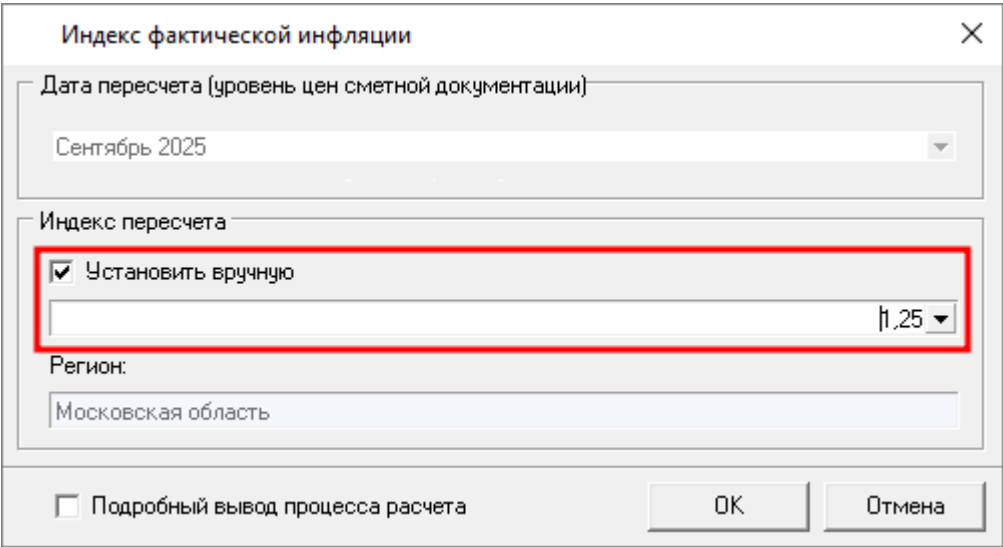 Индекс фактической инфляции
Дата пересчета (уровень цен сметной документации)
Сентябрь 2025
Индекс пересчета
Установить вручную
1,25
Регион:
Московская область
Подробный вывод процесса расчета
OK
Отмена